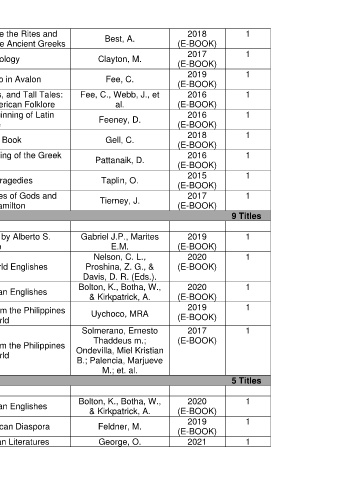 e the Rites and
e Ancient Greeks
Best, A.
2018
(E-BOOK)
1
ology
Clayton, M.
2017
(E-BOOK)
1
o in Avalon
Fee, C.
2019
(E-BOOK)
1
s, and Tall Tales:
erican Folklore
Fee, C., Webb, J., et
al.
2016
(E-BOOK)
1
inning of Latin
Feeney, D.
2016
(E-BOOK)
1
Book
Gell, C.
2018
(E-BOOK)
1
ing of the Greek
Pattanaik, D.
2016
(E-BOOK)
1
ragedies
Taplin, O.
2015
(E-BOOK)
1
es of Gods and
amilton
Tierney, J.
2017
(E-BOOK)
1
9 Titles
by Alberto S.
Gabriel J.P., Marites
E.M.
2019
(E-BOOK)
1
rld Englishes
Nelson, C. L.,
Proshina, Z. G., &
Davis, D. R. (Eds.).
2020
(E-BOOK)
1
an Englishes
Bolton, K., Botha, W.,
& Kirkpatrick, A.
2020
(E-BOOK)
1
m the Philippines
rld
Uychoco, MRA
2019
(E-BOOK)
1
m the Philippines
rld
Solmerano, Ernesto
Thaddeus m.;
Ondevilla, Miel Kristian
B.; Palencia, Marjueve
M.; et. al.
2017
(E-BOOK)
1
5 Titles
an Englishes
Bolton, K., Botha, W.,
& Kirkpatrick, A.
2020
(E-BOOK)
1
can Diaspora
Feldner, M.
2019
(E-BOOK)
1
an Literatures
George, O.
2021
1